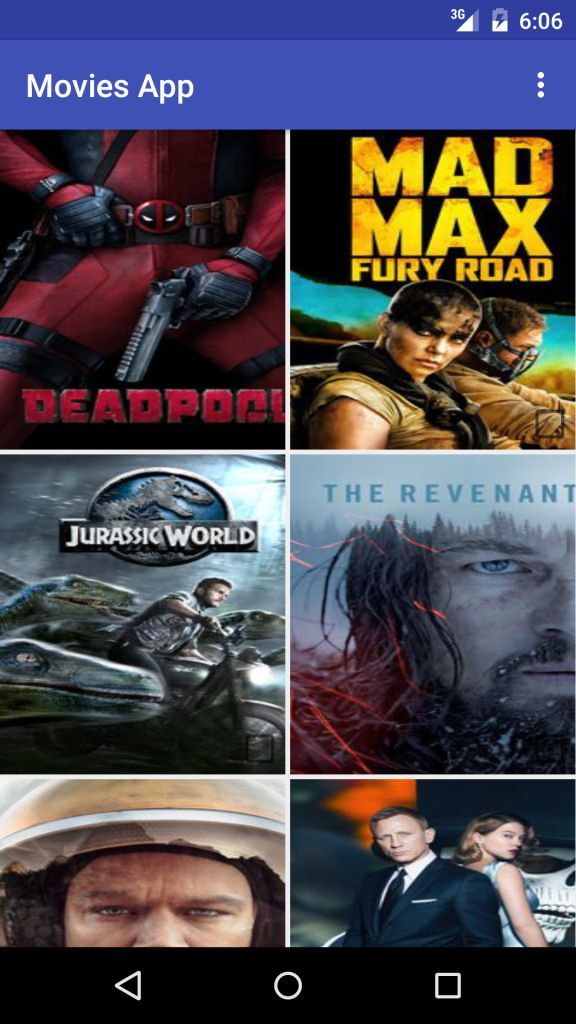 3G 6:06
Movies App
DEADPOOL
MAD
MAX
FURY ROAD
JURASSIC WORLD
THE REVENANT